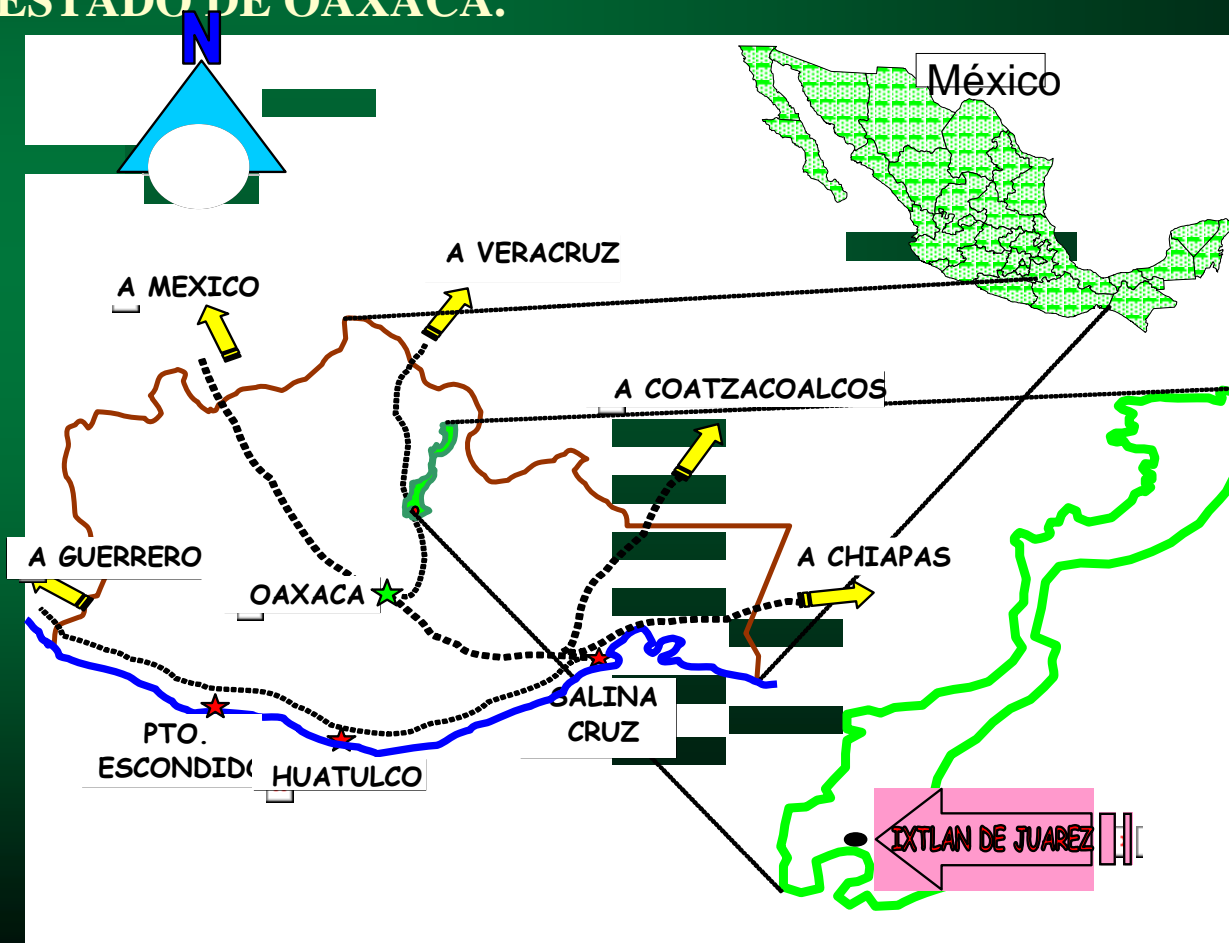 ESTADO DE OAXACA.
N
México
A VERACRUZ
A MEXICO
A COATZACOALCOS
A GUERRERO
A CHIAPAS
OAXACA
SALINA
CRUZ
PTO.
ESCONDIDO
HUATULCO
IXTLAN DE JUAREZ